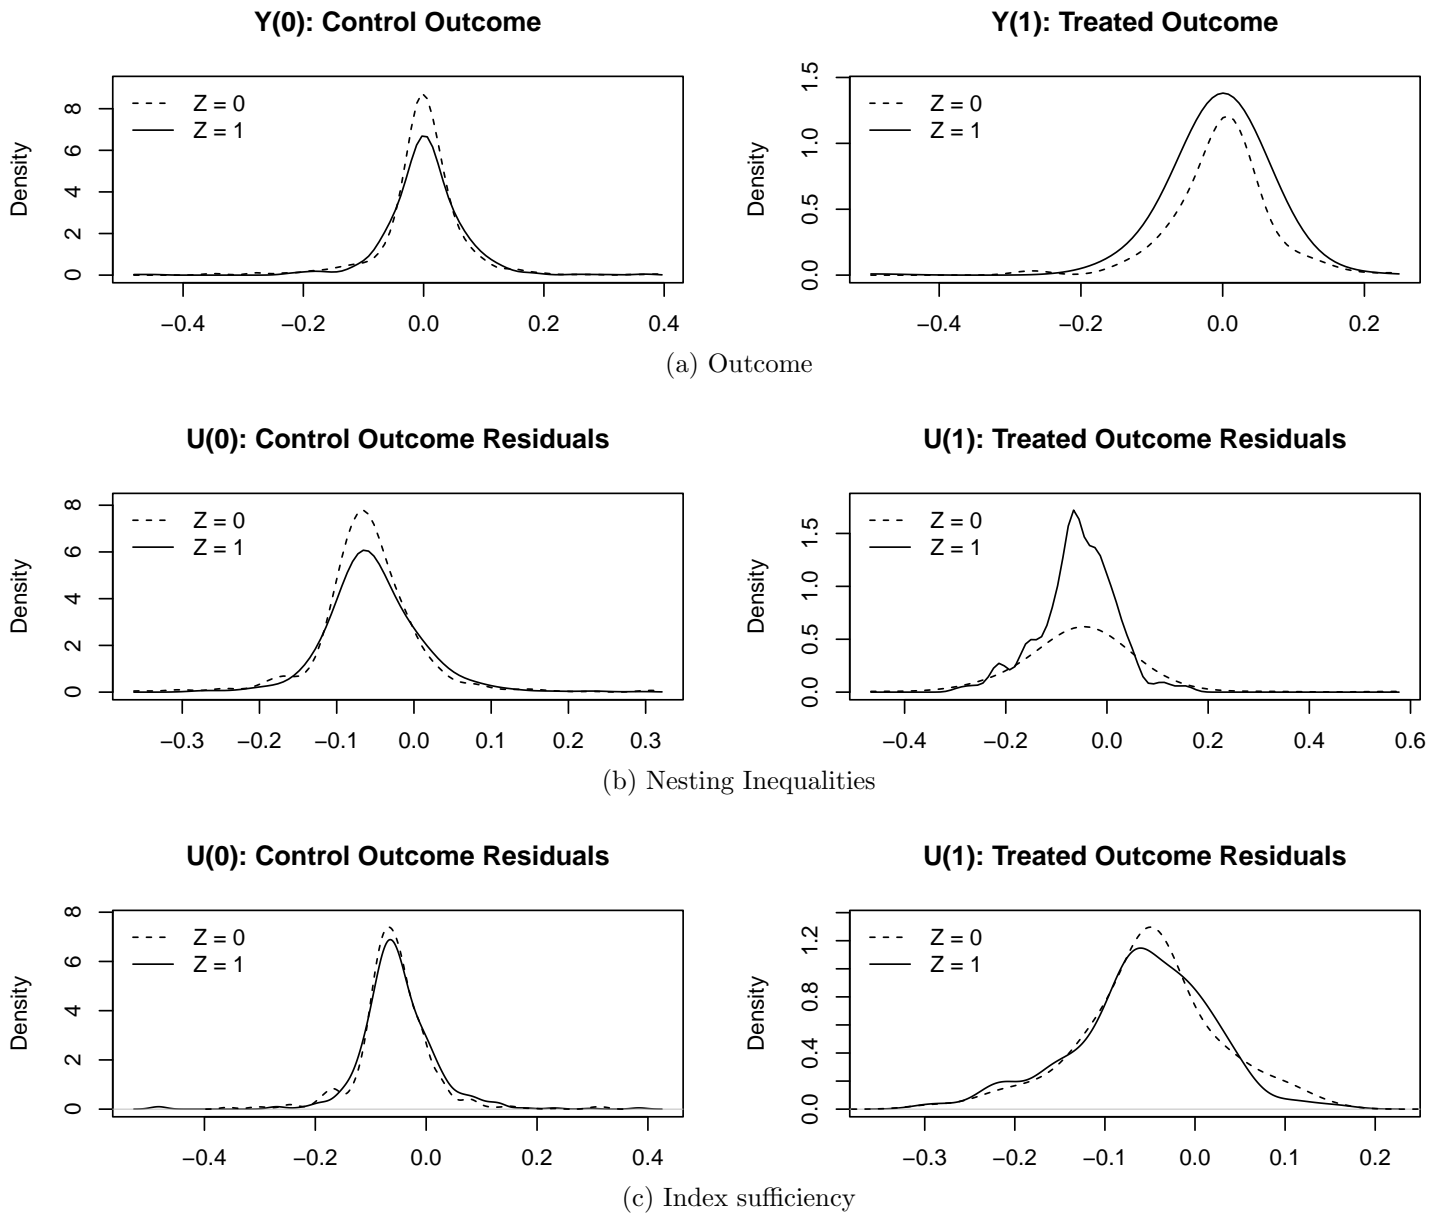 Y(0): Control Outcome
Density
8
6
4
2
0
Z = 0
Z = 1
−0.4 −0.2 0.0 0.2 0.4
Y(1): Treated Outcome
Density
1.5
1.0
0.5
0.0
Z = 0
Z = 1
−0.4 −0.2 0.0 0.2
(a) Outcome
U(0): Control Outcome Residuals
Density
8
6
4
2
0
Z = 0
Z = 1
−0.3 −0.2 −0.1 0.0 0.1 0.2 0.3
U(1): Treated Outcome Residuals
Density
1.5
1.0
0.5
0.0
Z = 0
Z = 1
−0.4 −0.2 0.0 0.2 0.4 0.6
(b) Nesting Inequalities
U(0): Control Outcome Residuals
Density
8
6
4
2
0
Z = 0
Z = 1
−0.4 −0.2 0.0 0.2 0.4
U(1): Treated Outcome Residuals
Density
1.2
0.8
0.4
0.0
Z = 0
Z = 1
−0.3 −0.2 −0.1 0.0 0.1 0.2
(c) Index sufficiency